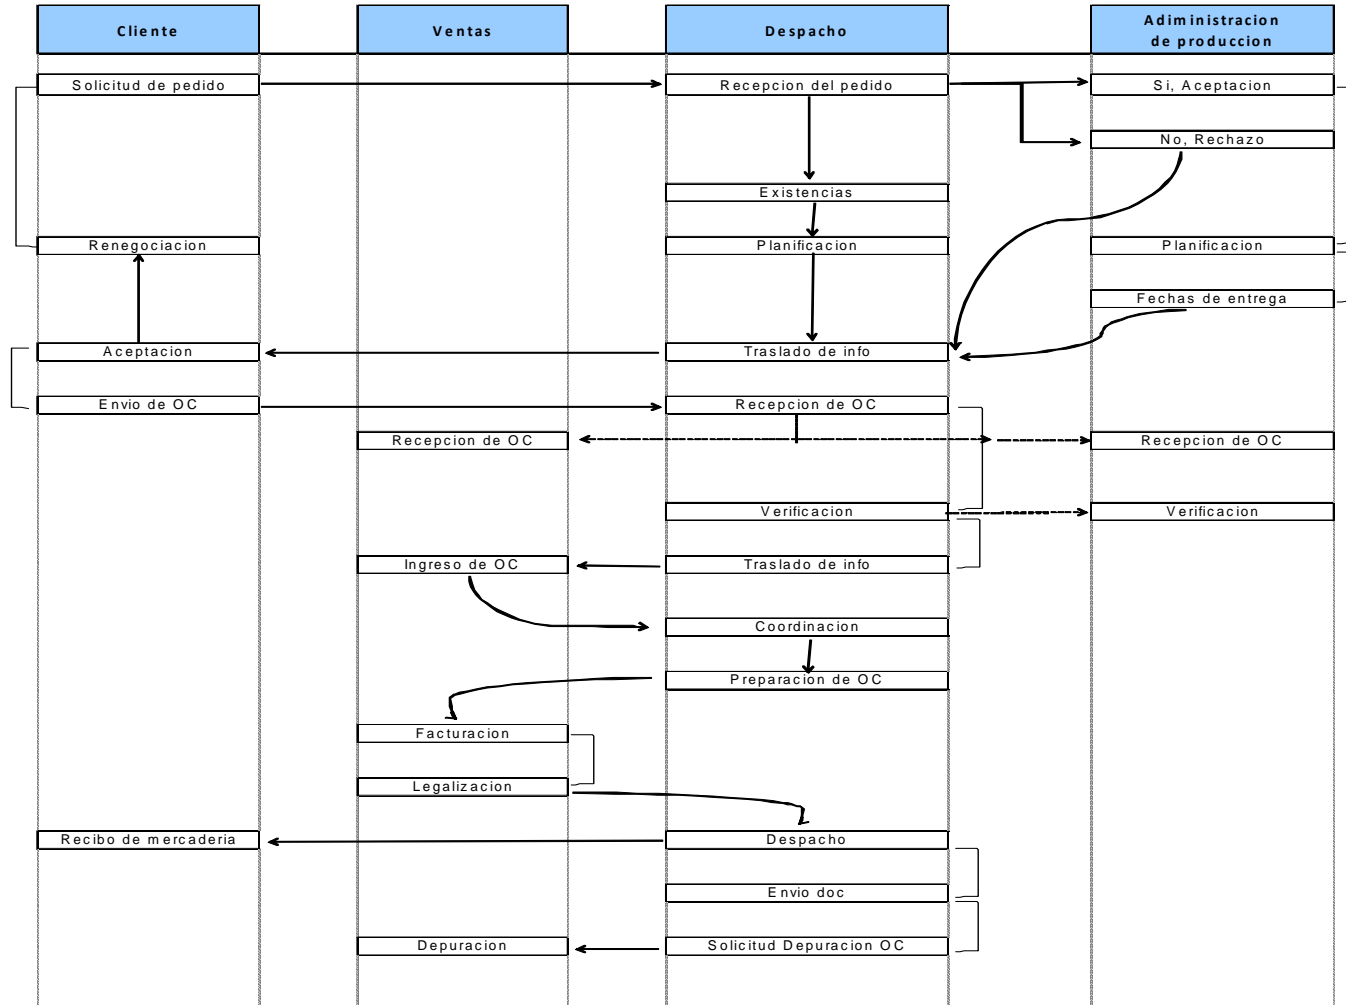 Cliente
Ventas
Despacho
Adiministracion
de produccion
Solicitud de pedido
Recepcion del pedido
Si, Aceptacion
No, Rechazo
Existencias
Renegociacion
Planificacion
Planificacion
Fechas de entrega
Aceptacion
Traslado de info
Envio de OC
Recepcion de OC
Recepcion de OC
Recepcion de OC
Verificacion
Verificacion
Ingreso de OC
Traslado de info
Coordinacion
Preparación de OC
Facturacion
Legalizacion
Recibo de mercaderia
Despacho
Envio doc
Depuracion
Solicitud Depuracion OC